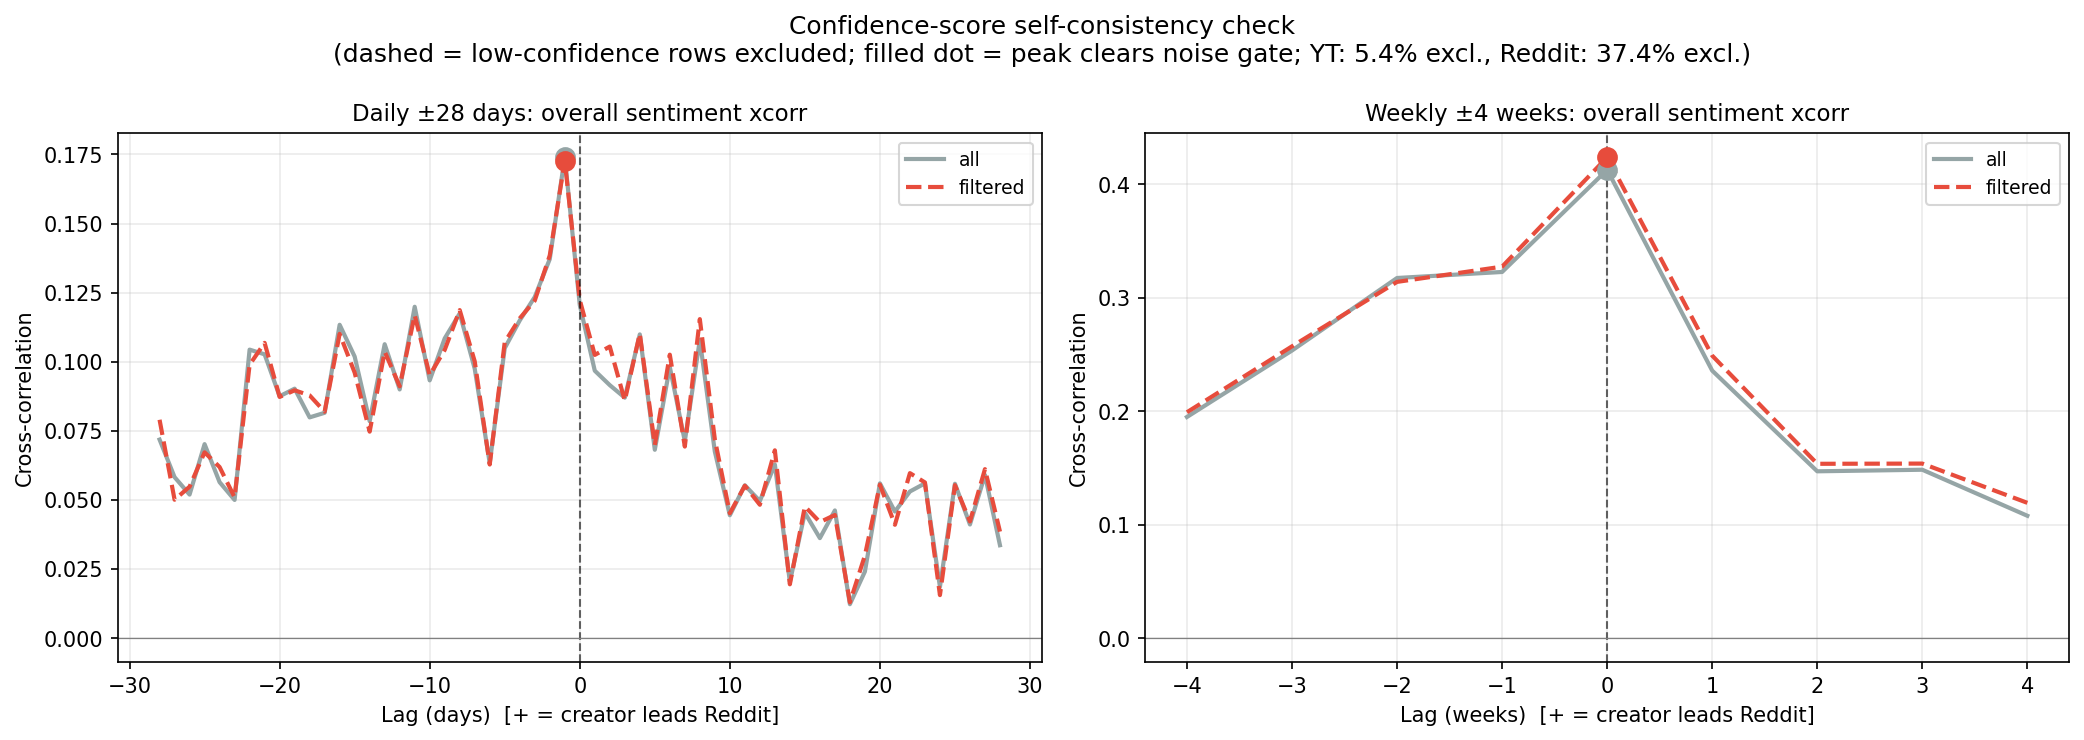 Confidence-score self-consistency check
(dashed = low-confidence rows excluded; filled dot = peak clears noise gate; YT: 5.4% excl., Reddit: 37.4% excl.)
Daily ±28 days: overall sentiment xcorr
Cross-correlation
0.175
0.150
0.125
0.100
0.075
0.050
0.025
0.000
all
filtered
−30 −20 −10 0 10 20 30
Lag (days) [+ = creator leads Reddit]
Weekly ±4 weeks: overall sentiment xcorr
Cross-correlation
0.4
0.3
0.2
0.1
0.0
all
filtered
−4 −3 −2 −1 0 1 2 3 4
Lag (weeks) [+ = creator leads Reddit]